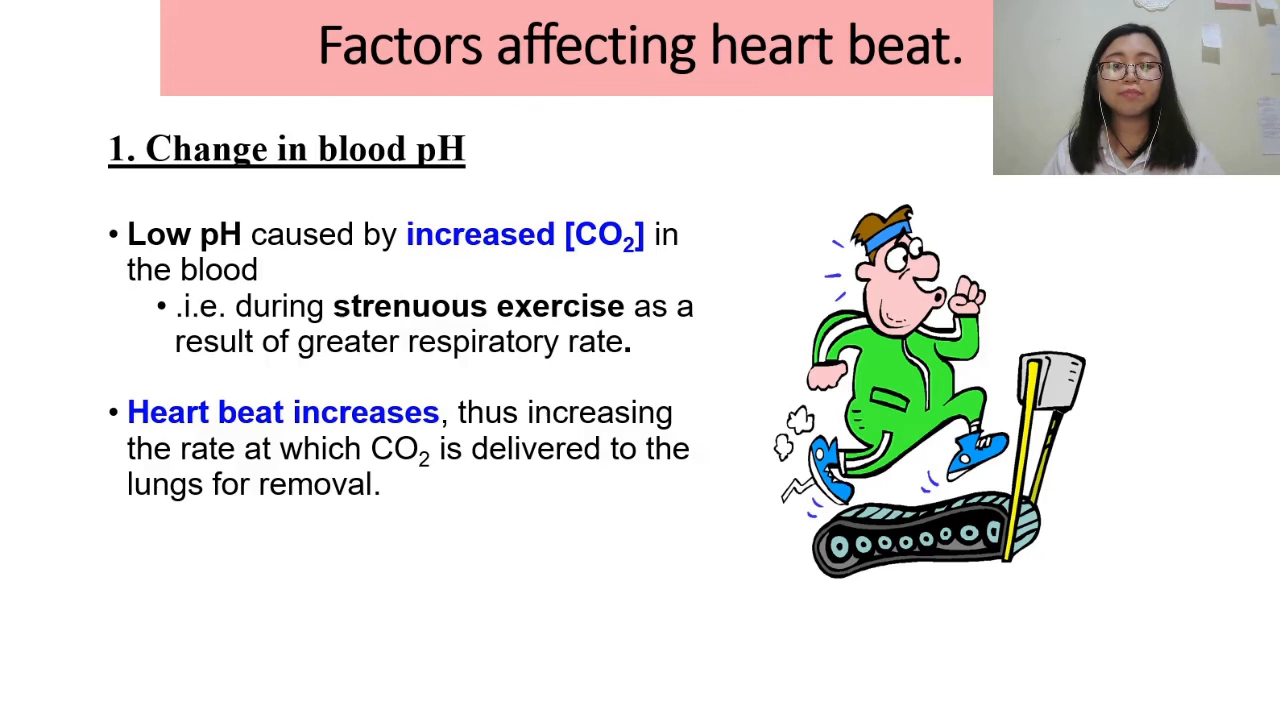 Factors affecting heart beat.
1. Change in blood pH
• Low pH caused by increased [CO₂] in
the blood
• .i.e. during strenuous exercise as a
result of greater respiratory rate.
• Heart beat increases, thus increasing
the rate at which CO₂ is delivered to the
lungs for removal.